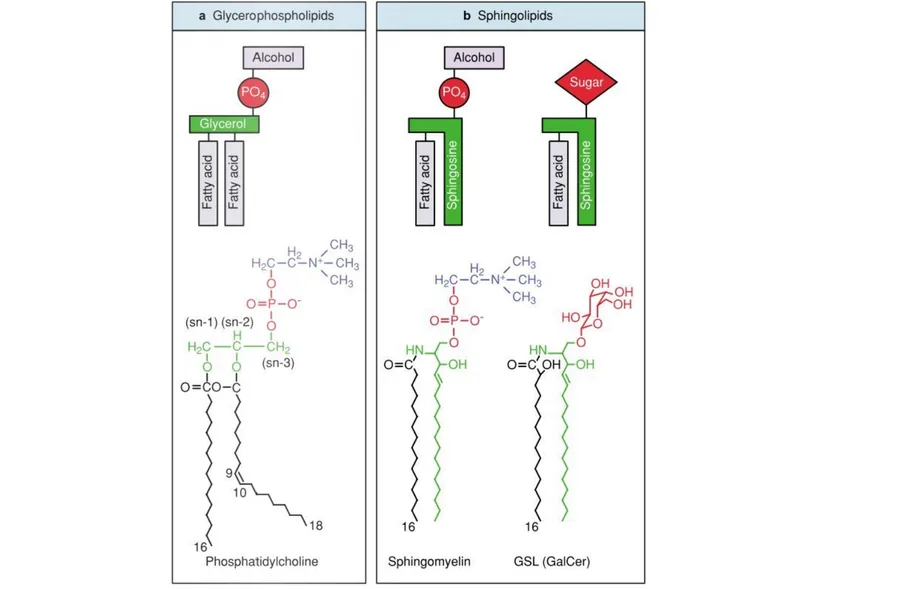 a Glycerophospholipids
Alcohol
PO4
Glycerol
Fatty acid
Fatty acid
H2 CH3
H2C–C–N+–CH3
CH3
O
O=P–O-
(sn-1) (sn-2) O
H
H2C C CH2
(sn-3)
O O
O=C O=C
9
10
18
16
Phosphatidylcholine
b Sphingolipids
Alcohol
PO4
Fatty acid
Sphingosine
Sugar
Fatty acid
Sphingosine
H2 CH3
H2C–C–N+–CH3
CH3
O
O=P–O-
O
HN
O=C OH
16
Sphingomyelin
OH
OH
OH
HO O
O
HN
O=C OH OH
16
GSL (GalCer)